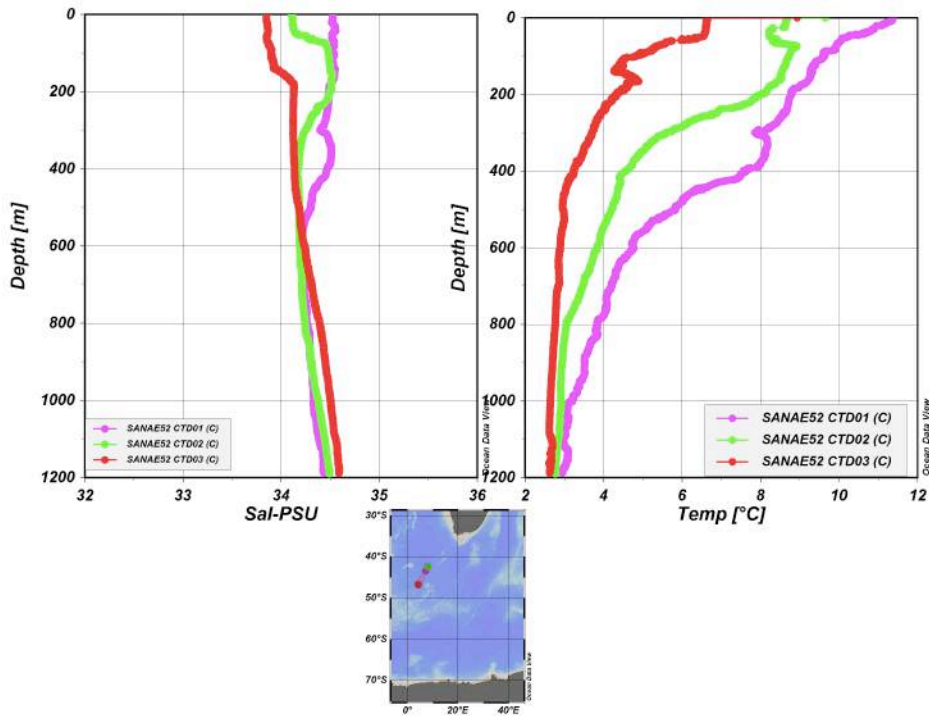 0
200
400
600
800
1000
1200
Depth [m]
SANAE52 CTD01 (C)
SANAE52 CTD02 (C)
SANAE52 CTD03 (C)
Ocean Data View
32
33
34
35
36
Sal-PSU
0
200
400
600
800
1000
1200
Depth [m]
SANAE52 CTD01 (C)
SANAE52 CTD02 (C)
SANAE52 CTD03 (C)
Ocean Data View
2
4
6
8
10
12
Temp [°C]
30°S
40°S
50°S
60°S
70°S
0°
20°E
40°E
Ocean Data View